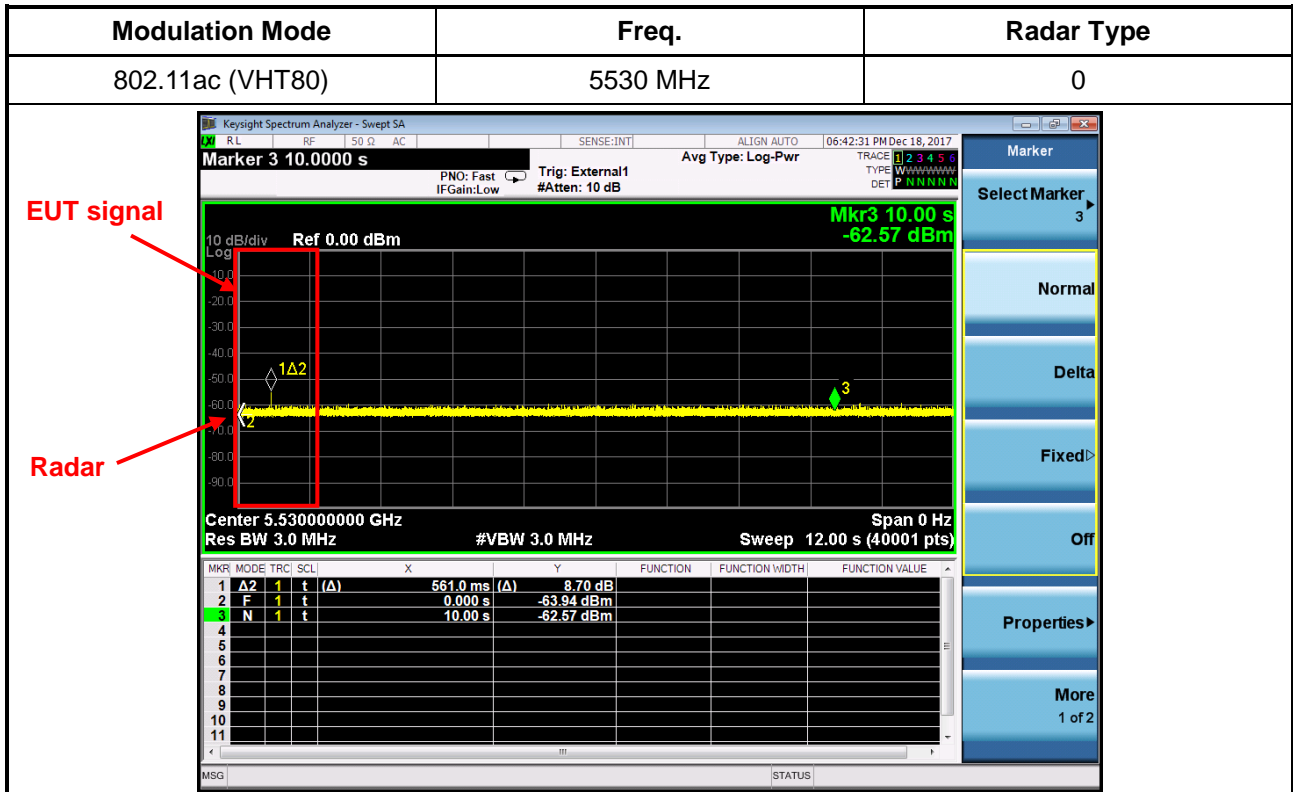 Modulation Mode Freq. Radar Type
802.11ac (VHT80) 5530 MHz 0
Keysight Spectrum Analyzer - Swept SA
LXI RL RF 50 Ω AC SENSE:INT ALIGN AUTO 06:42:31 PM Dec 18, 2017
Marker 3 10.0000 s
PNO: Fast Trig: External1 Avg Type: Log-Pwr TRACE 1 2 3 4 5 6
IFGain:Low #Atten: 10 dB TYPE WWWWWW
DET P N N N N N
Marker
Select Marker
3
EUT signal
Mkr3 10.00 s
10 dB/div Ref 0.00 dBm -62.57 dBm
Log
-10.0
-20.0
-30.0
-40.0
-50.0
-60.0
-70.0
-80.0
-90.0
1Δ2
2
3
Radar
Center 5.530000000 GHz Span 0 Hz
Res BW 3.0 MHz #VBW 3.0 MHz Sweep 12.00 s (40001 pts)
MKR MODE TRC SCL X Y FUNCTION FUNCTION WIDTH FUNCTION VALUE
1 Δ2 1 t (Δ) 561.0 ms (Δ) 8.70 dB
2 F 1 t 0.000 s -63.94 dBm
3 N 1 t 10.00 s -62.57 dBm
4
5
6
7
8
9
10
11
MSG STATUS
Normal
Delta
Fixed
Off
Properties
More
1 of 2